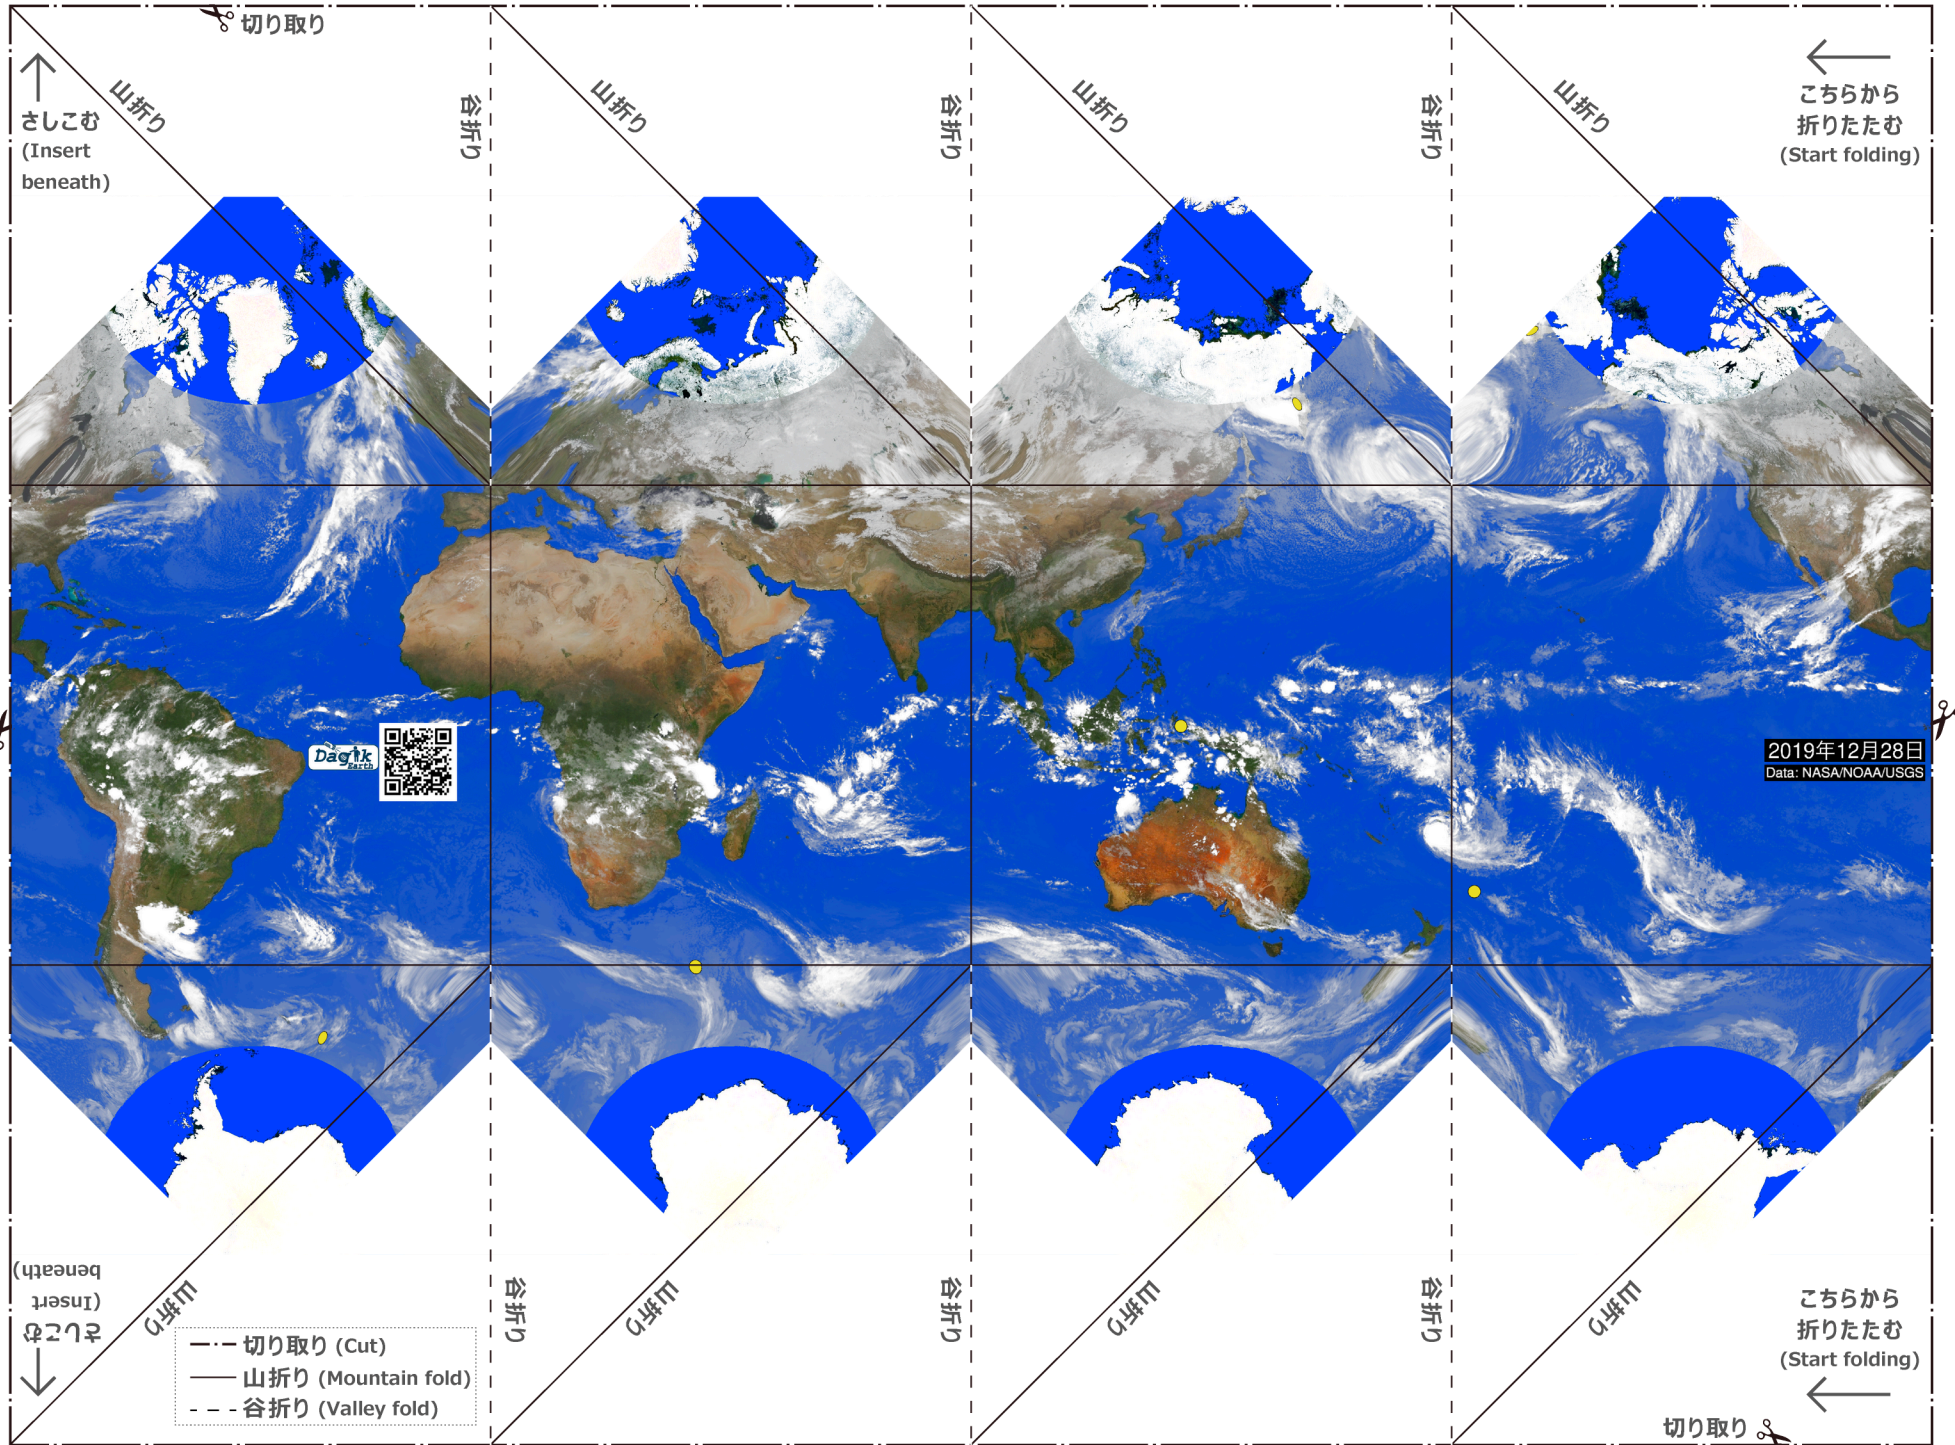 切り取り
山折り
谷折り
山折り
谷折り
山折り
谷折り
山折り
さしこむ
(Insert
beneath)
こちらから
折りたたむ
(Start folding)
Dagik
Earth
2019年12月28日
Data: NASA/NOAA/USGS
さしこむ
(Insert
beneath)
山折り
谷折り
山折り
谷折り
山折り
谷折り
山折り
こちらから
折りたたむ
(Start folding)
切り取り (Cut)
山折り (Mountain fold)
谷折り (Valley fold)
切り取り